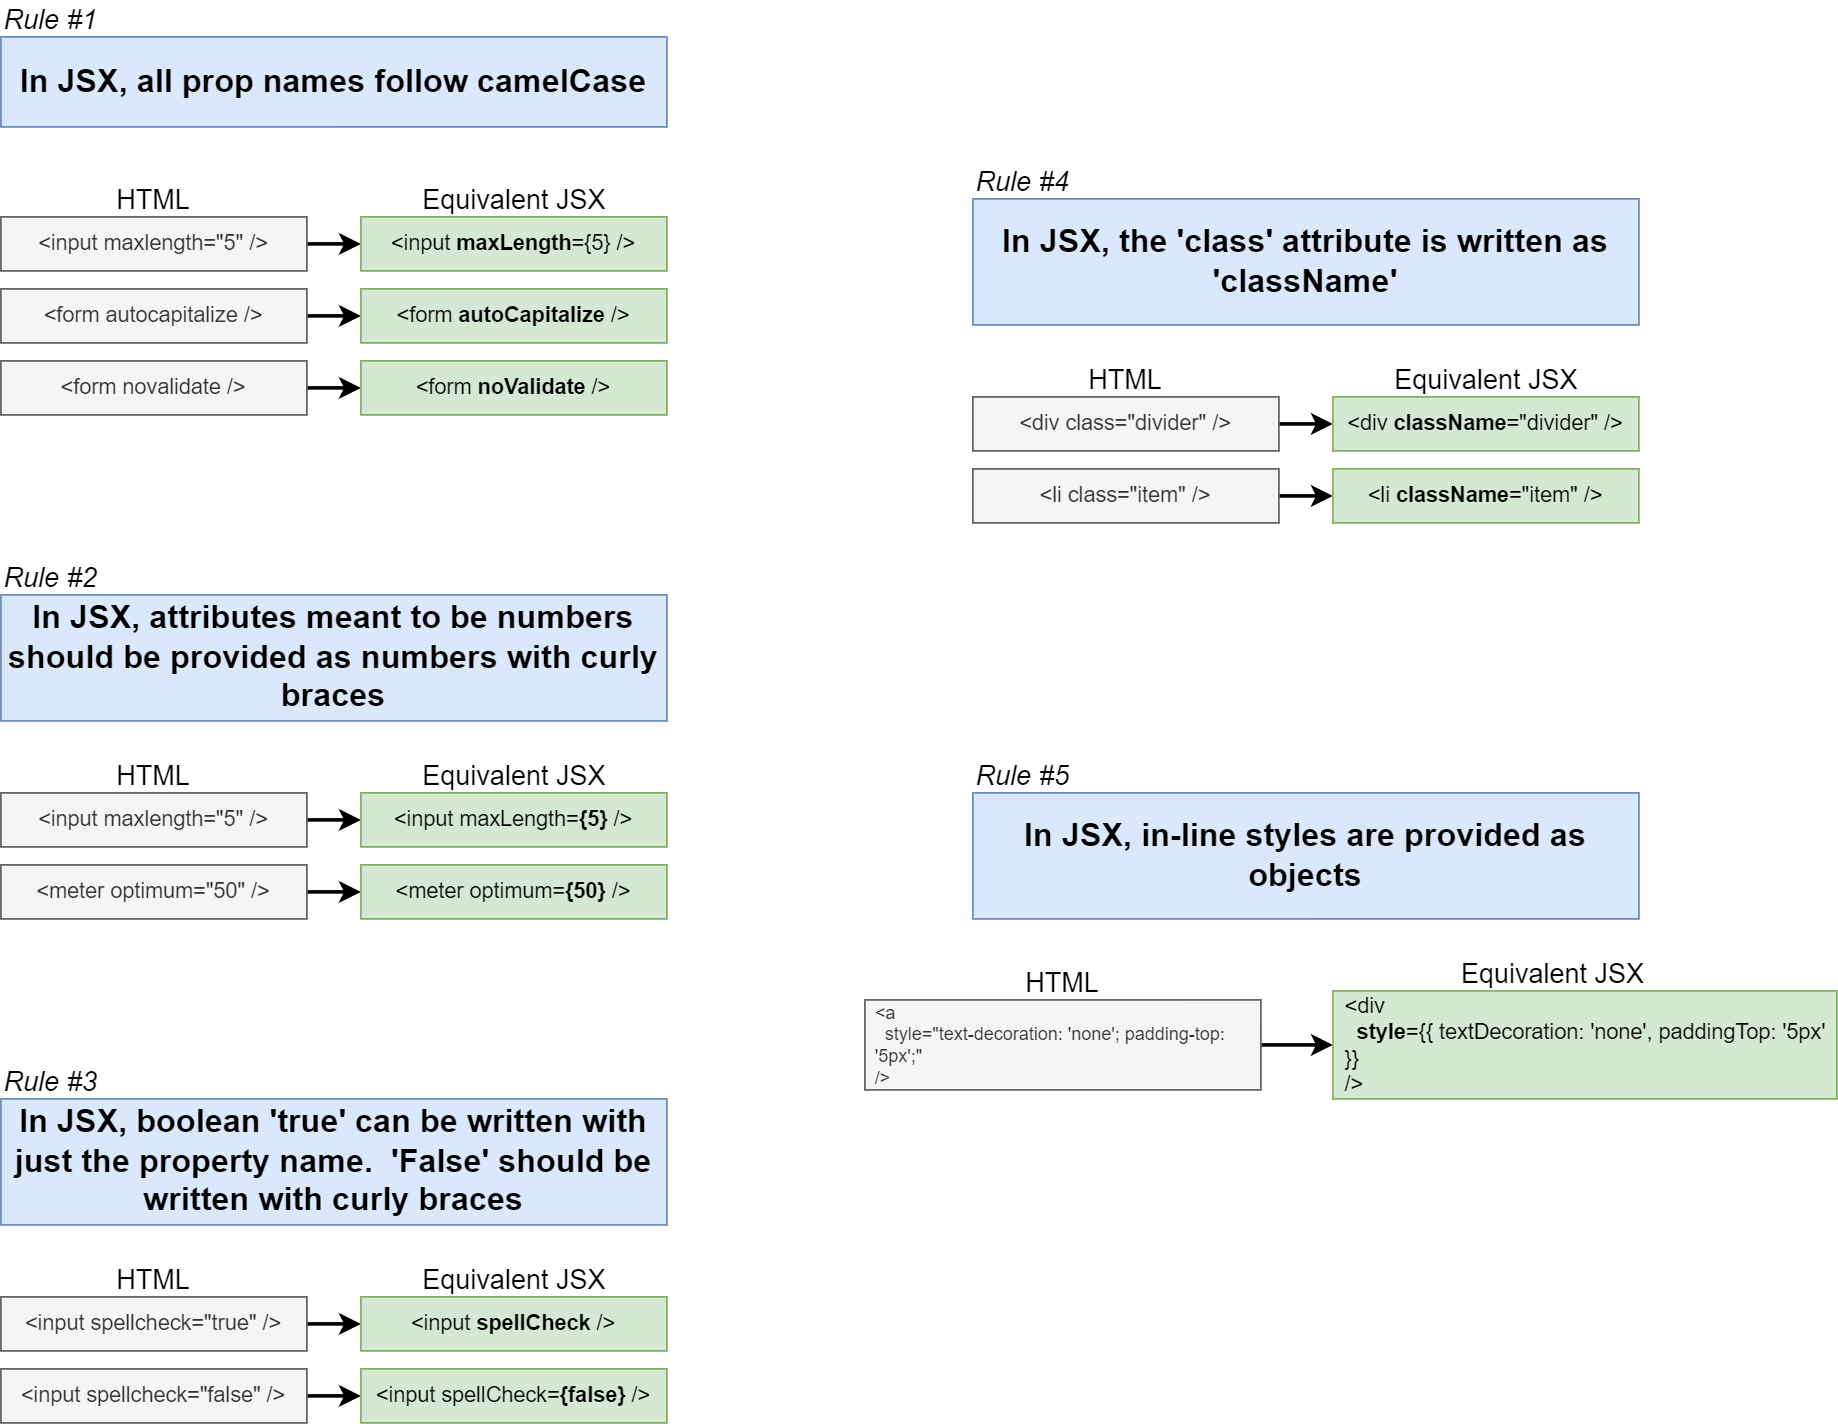 Rule #1
In JSX, all prop names follow camelCase
HTML
Equivalent JSX
<input maxlength="5" />
<input maxLength={5} />
<form autocapitalize />
<form autoCapitalize />
<form novalidate />
<form noValidate />
Rule #2
In JSX, attributes meant to be numbers
should be provided as numbers with curly
braces
HTML
Equivalent JSX
<input maxlength="5" />
<input maxLength={5} />
<meter optimum="50" />
<meter optimum={50} />
Rule #3
In JSX, boolean 'true' can be written with
just the property name.  'False' should be
written with curly braces
HTML
Equivalent JSX
<input spellcheck="true" />
<input spellCheck />
<input spellcheck="false" />
<input spellCheck={false} />
Rule #4
In JSX, the 'class' attribute is written as
'className'
HTML
Equivalent JSX
<div class="divider" />
<div className="divider" />
<li class="item" />
<li className="item" />
Rule #5
In JSX, in-line styles are provided as
objects
HTML
<a
style="text-decoration: 'none'; padding-top:
'5px';"
/>
Equivalent JSX
<div
style={{ textDecoration: 'none', paddingTop: '5px'
}}
/>